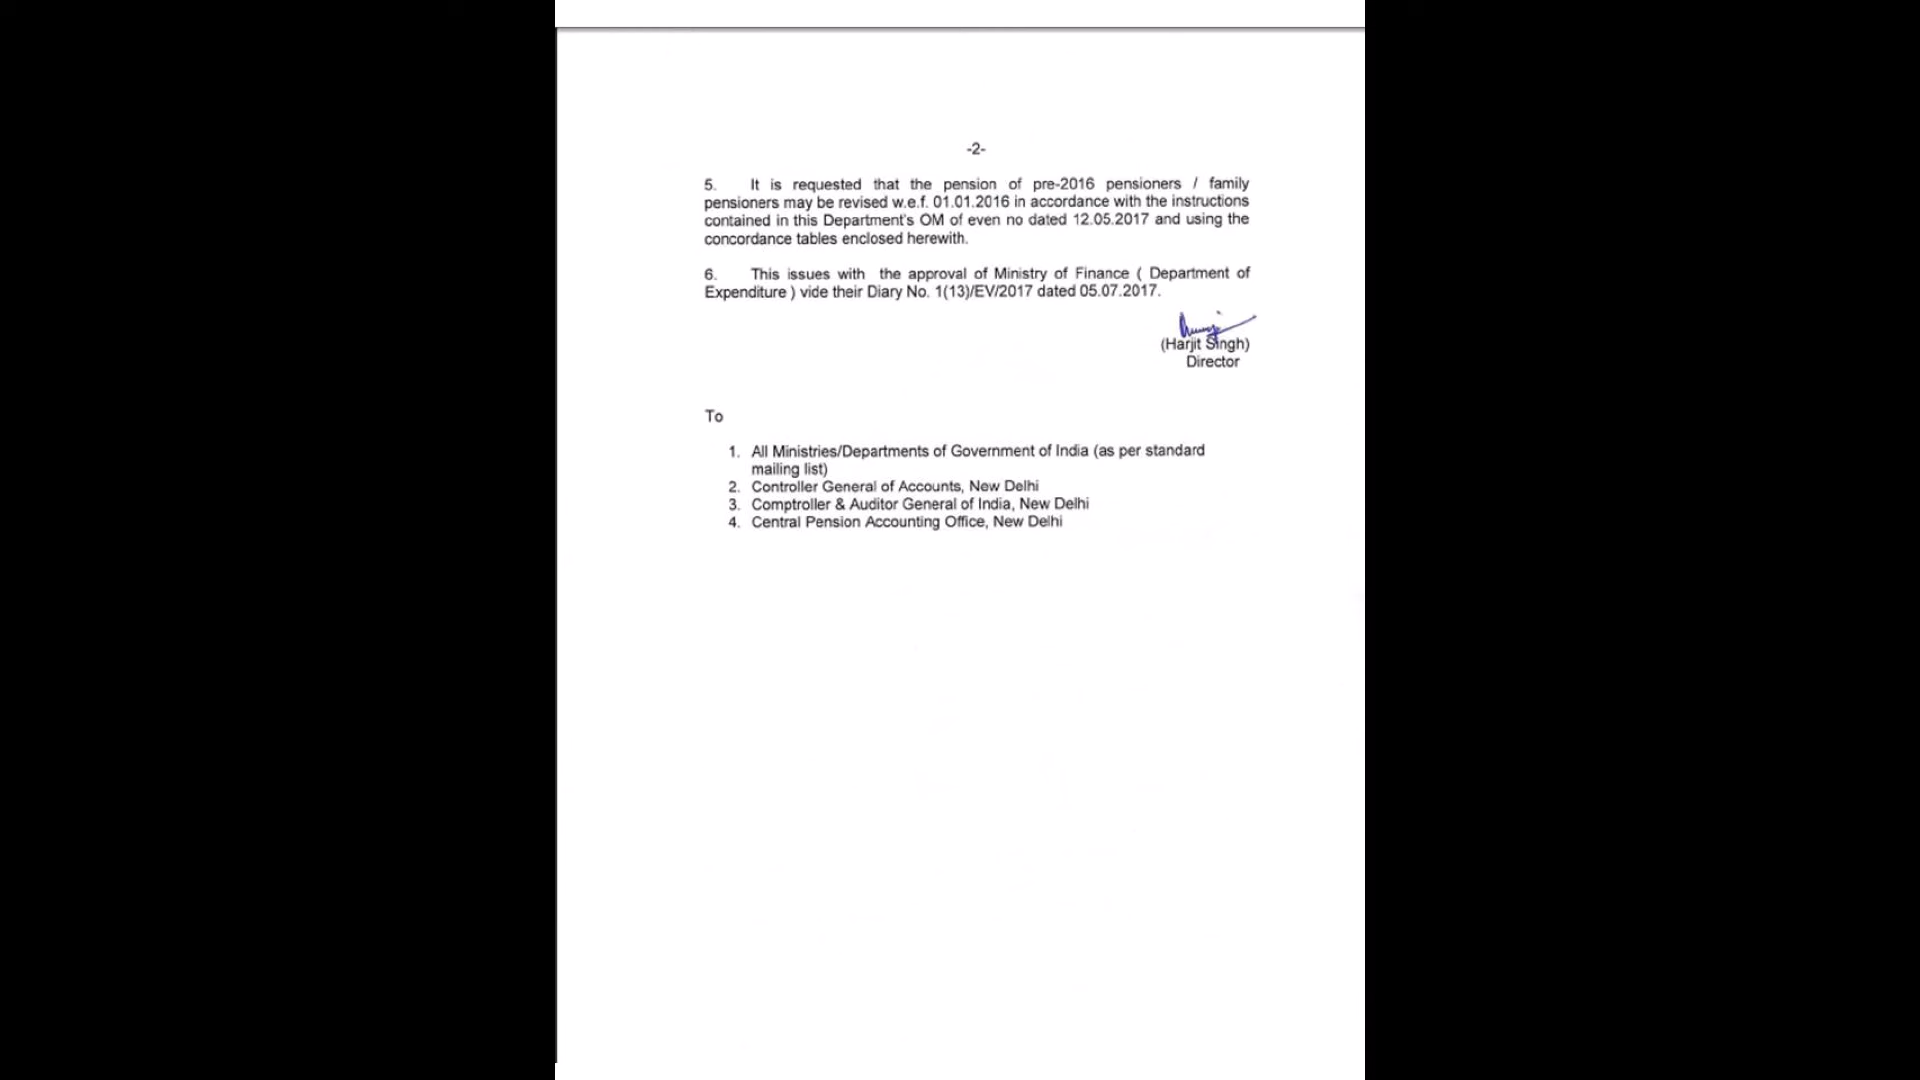 -2-
5. It is requested that the pension of pre-2016 pensioners / family
pensioners may be revised w.e.f. 01.01.2016 in accordance with the instructions
contained in this Department's OM of even no dated 12.05.2017 and using the
concordance tables enclosed herewith.
6. This issues with the approval of Ministry of Finance ( Department of
Expenditure ) vide their Diary No. 1(13)/EV/2017 dated 05.07.2017.
(Harjit Singh)
Director
To
1. All Ministries/Departments of Government of India (as per standard
mailing list)
2. Controller General of Accounts, New Delhi
3. Comptroller & Auditor General of India, New Delhi
4. Central Pension Accounting Office, New Delhi